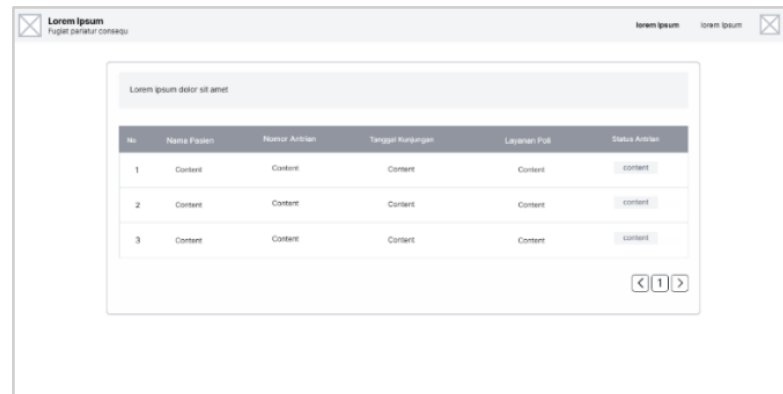 Lorem Ipsum
Fugiat pariatur consequ
lorem ipsum lorem ipsum
Lorem ipsum dolor sit amet
No Nama Pasien Nomor Antrian Tanggal Kunjungan Layanan Poli Status Antrian
1 Content Content Content Content content
2 Content Content Content Content content
3 Content Content Content Content content
1